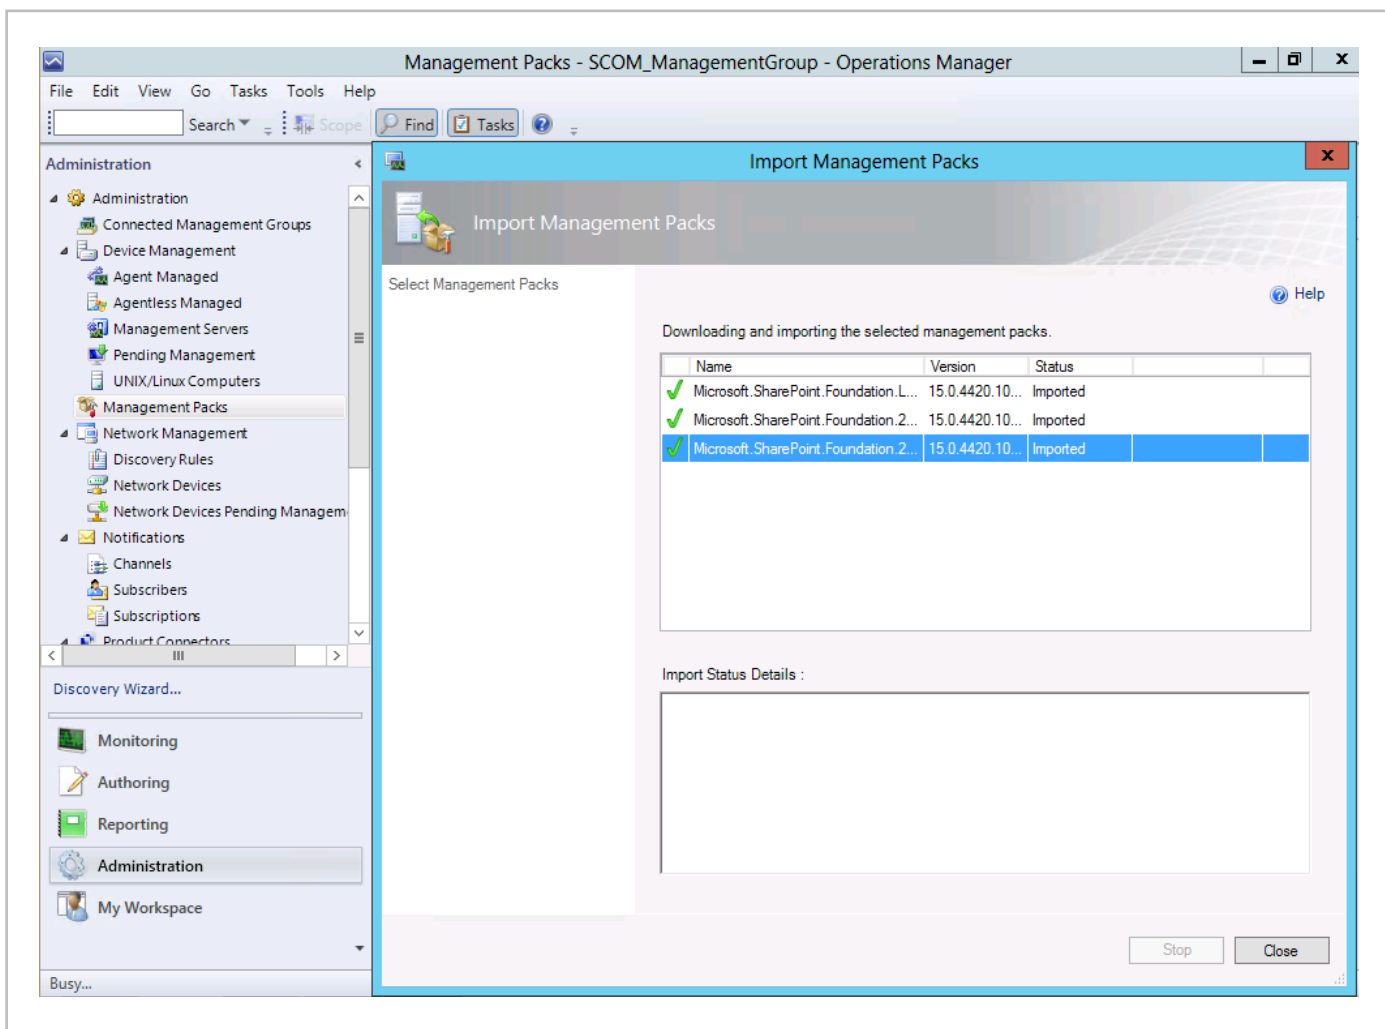 Management Packs - SCOM_ManagementGroup - Operations Manager
File Edit View Go Tasks Tools Help
Search Scope Find Tasks
Administration
Administration
Connected Management Groups
Device Management
Agent Managed
Agentless Managed
Management Servers
Pending Management
UNIX/Linux Computers
Management Packs
Network Management
Discovery Rules
Network Devices
Network Devices Pending Managem
Notifications
Channels
Subscribers
Subscriptions
Product Connectors
Discovery Wizard...
Monitoring
Authoring
Reporting
Administration
My Workspace
Busy...
Import Management Packs
Import Management Packs
Select Management Packs
Help
Downloading and importing the selected management packs.
Name Version Status
Microsoft.SharePoint.Foundation.L... 15.0.4420.10... Imported
Microsoft.SharePoint.Foundation.2... 15.0.4420.10... Imported
Microsoft.SharePoint.Foundation.2... 15.0.4420.10... Imported
Import Status Details :
Stop Close